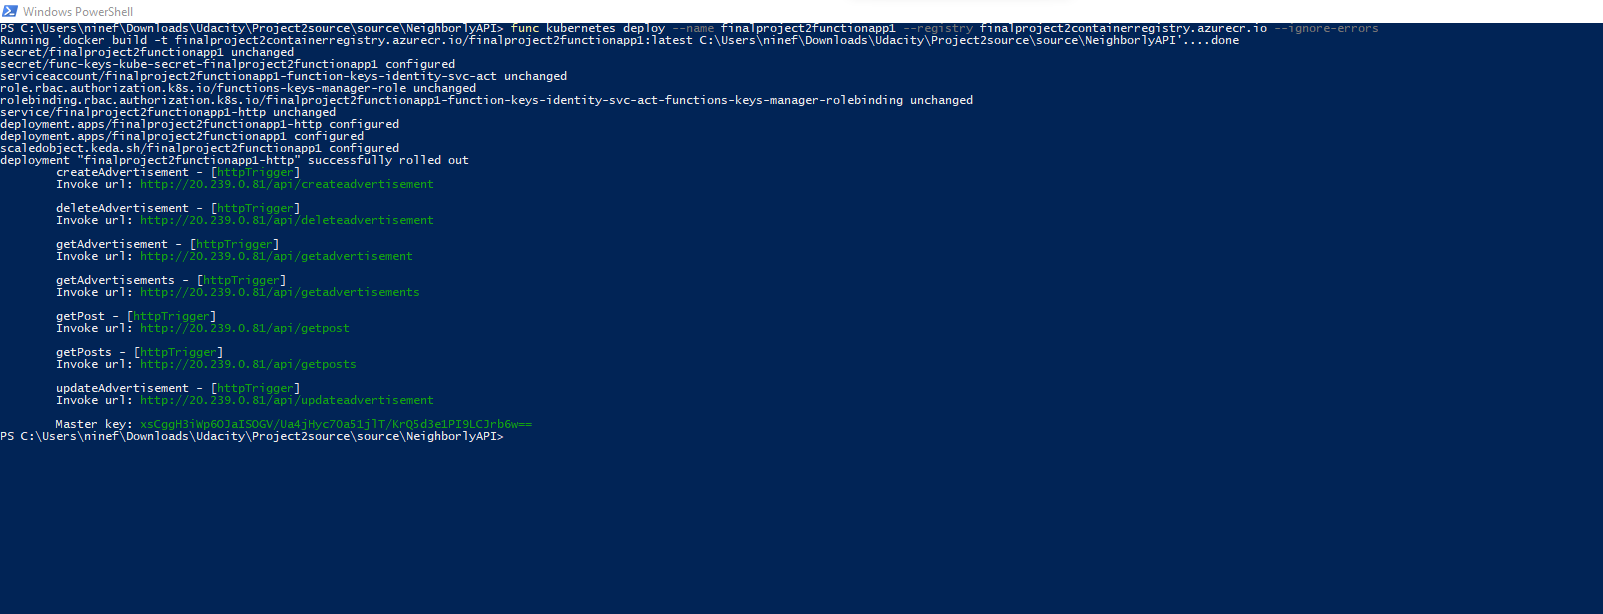 Windows PowerShell
PS C:\Users\ninef\Downloads\Udacity\Project2source\source\NeighborlyAPI> func kubernetes deploy --name finalproject2functionapp1 --registry finalproject2containerregistry.azurecr.io --ignore-errors
Running 'docker build -t finalproject2containerregistry.azurecr.io/finalproject2functionapp1:latest C:\Users\ninef\Downloads\Udacity\Project2source\source\NeighborlyAPI'....done
secret/finalproject2functionapp1 unchanged
secret/func-keys-kube-secret-finalproject2functionapp1 configured
serviceaccount/finalproject2functionapp1-function-keys-identity-svc-act unchanged
role.rbac.authorization.k8s.io/functions-keys-manager-role unchanged
rolebinding.rbac.authorization.k8s.io/finalproject2functionapp1-function-keys-identity-svc-act-functions-keys-manager-rolebinding unchanged
service/finalproject2functionapp1-http unchanged
deployment.apps/finalproject2functionapp1-http configured
deployment.apps/finalproject2functionapp1 configured
scaledobject.keda.sh/finalproject2functionapp1 configured
deployment "finalproject2functionapp1-http" successfully rolled out
createAdvertisement - [httpTrigger]
Invoke url: http://20.239.0.81/api/createadvertisement
deleteAdvertisement - [httpTrigger]
Invoke url: http://20.239.0.81/api/deleteadvertisement
getAdvertisement - [httpTrigger]
Invoke url: http://20.239.0.81/api/getadvertisement
getAdvertisements - [httpTrigger]
Invoke url: http://20.239.0.81/api/getadvertisements
getPost - [httpTrigger]
Invoke url: http://20.239.0.81/api/getpost
getPosts - [httpTrigger]
Invoke url: http://20.239.0.81/api/getposts
updateAdvertisement - [httpTrigger]
Invoke url: http://20.239.0.81/api/updateadvertisement
Master key:
PS C:\Users\ninef\Downloads\Udacity\Project2source\source\NeighborlyAPI>